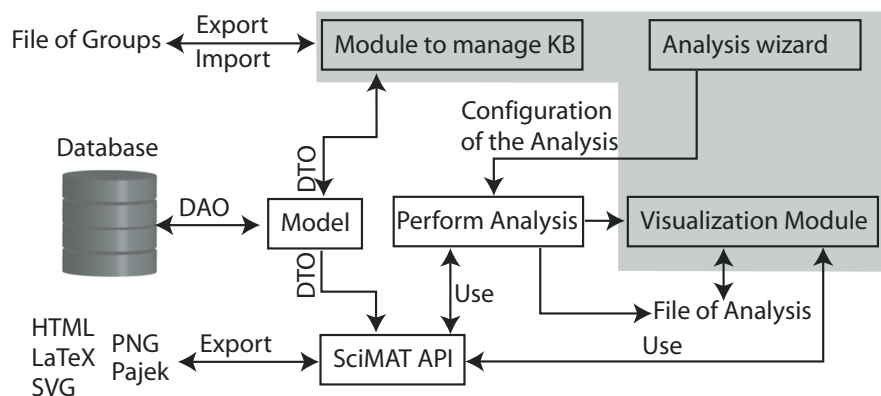 File of Groups
Export
Import
Module to manage KB
Analysis wizard
Configuration
of the Analysis
Database
DTO
DAO
Model
Perform Analysis
Visualization Module
DTO
Use
File of Analysis
HTML
LaTeX
SVG
PNG
Pajek
Export
SciMAT API
Use